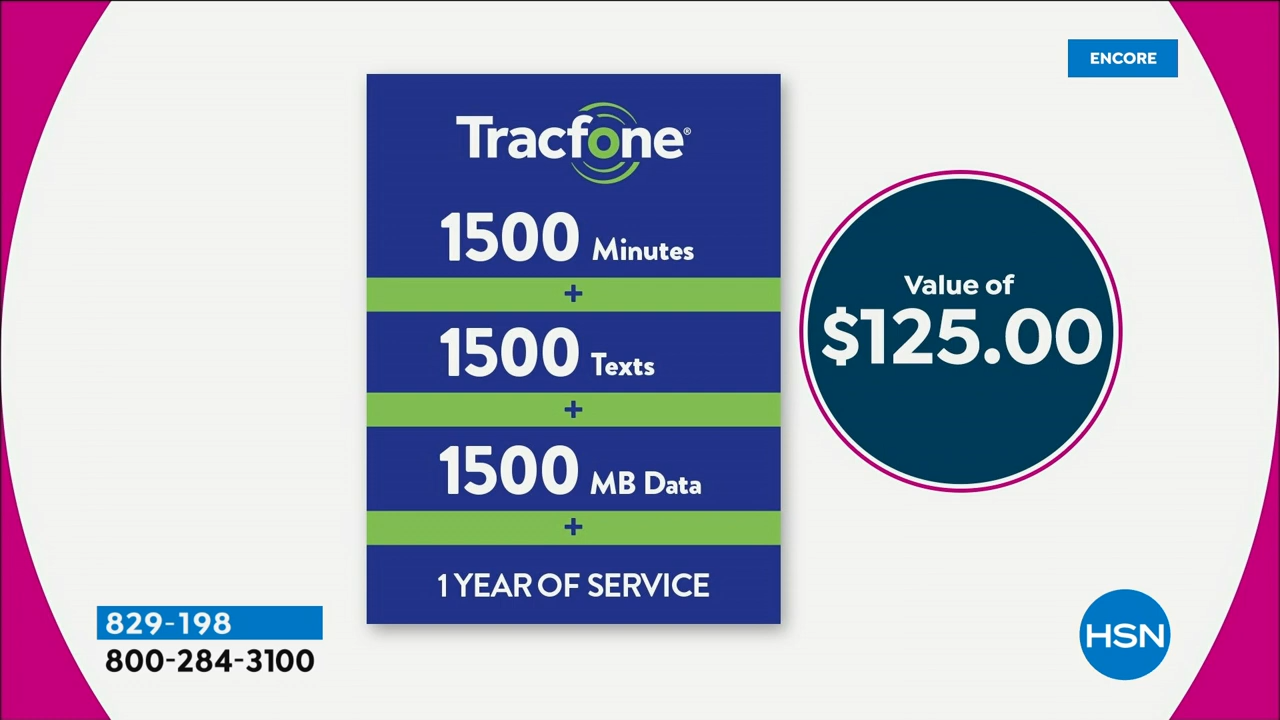 ENCORE
Tracfone®
1500 Minutes
+
1500 Texts
+
1500 MB Data
+
1 YEAR OF SERVICE
Value of
$125.00
829-198
800-284-3100
HSN